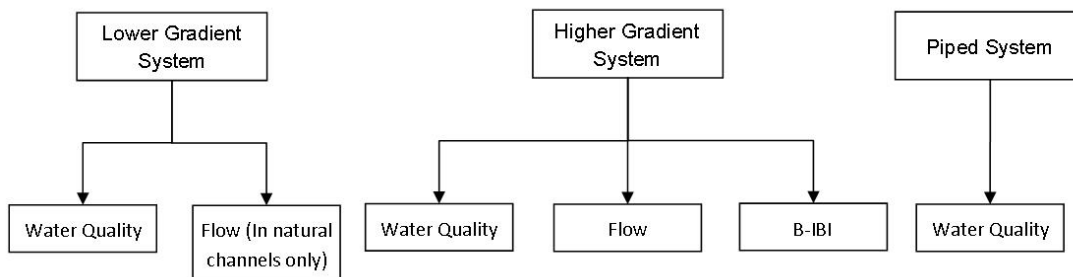 Lower Gradient
System
Higher Gradient
System
Piped System
Water Quality
Flow (In natural
channels only)
Water Quality
Flow
B-IBI
Water Quality